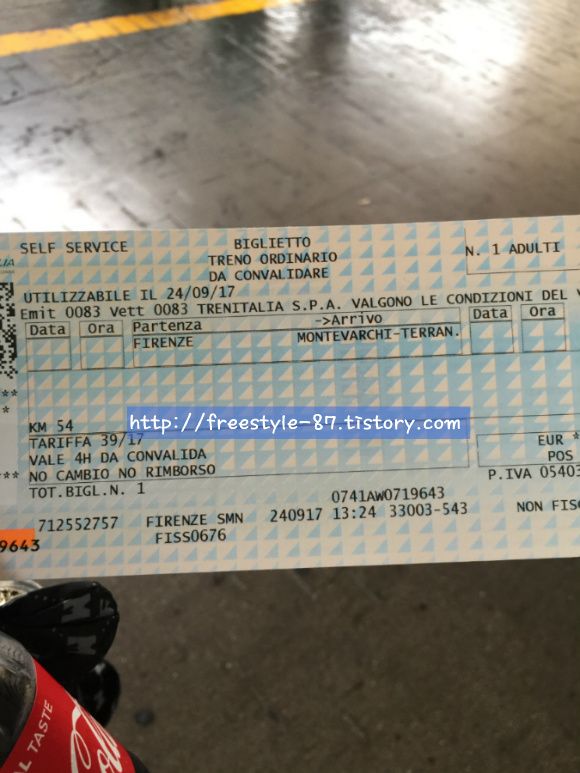 SELF SERVICE
BIGLIETTO
TRENO ORDINARIO
DA CONVALIDARE
N. 1 ADULTI
UTILIZZABILE IL 24/09/17
Emit 0083 Vett 0083 TRENITALIA S.P.A. VALGONO LE CONDIZIONI DEL
Data Ora Partenza ->Arrivo Data Ora
FIRENZE MONTEVARCHI-TERRAN.
http://freestyle-87.tistory.com
KM 54
TARIFFA 39/17
VALE 4H DA CONVALIDA
NO CAMBIO NO RIMBORSO
EUR *
POS
P.IVA 05403
TOT.BIGL.N. 1
0741AW0719643
712552757 FIRENZE SMN 240917 13:24 33003-543 NON FISC
FISS0676
9643
TASTE